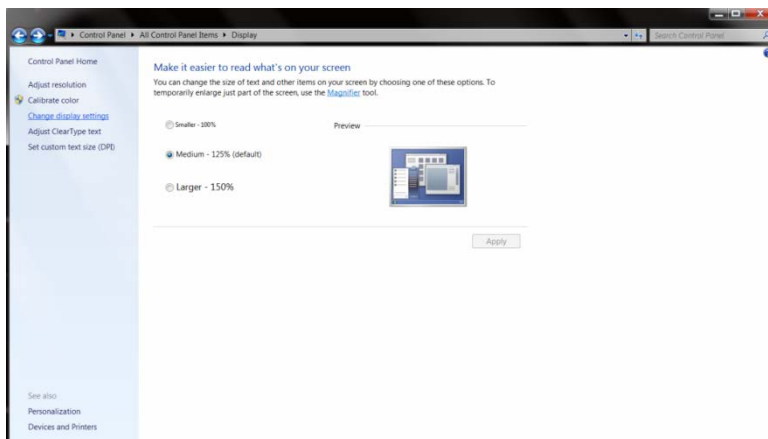 Control Panel All Control Panel Items Display
Search Control Panel
Control Panel Home
Adjust resolution
Calibrate color
Change display settings
Adjust ClearType text
Set custom text size (DPI)
Make it easier to read what's on your screen
You can change the size of text and other items on your screen by choosing one of these options. To
temporarily enlarge just part of the screen, use the Magnifier tool.
Smaller - 100%
Preview
Medium - 125% (default)
Larger - 150%
Apply
See also
Personalization
Devices and Printers